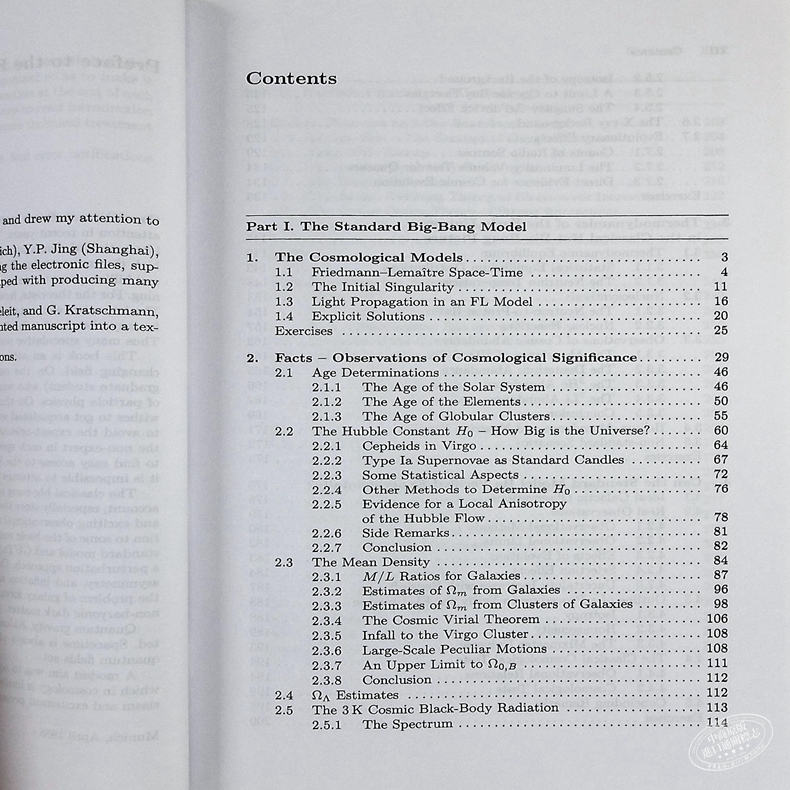 and drew my attention to
ich), Y.P. Jing (Shanghai),
ng the electronic files, sup-
ped with producing many
eleit, and G. Kratschmann,
nted manuscript into a tex-
ons.
Contents
Part I. The Standard Big-Bang Model
1. The Cosmological Models 3
1.1 Friedmann–Lemaître Space-Time 4
1.2 The Initial Singularity 11
1.3 Light Propagation in an FL Model 16
1.4 Explicit Solutions 20
Exercises 25
2. Facts – Observations of Cosmological Significance 29
2.1 Age Determinations 46
2.1.1 The Age of the Solar System 46
2.1.2 The Age of the Elements 50
2.1.3 The Age of Globular Clusters 55
2.2 The Hubble Constant H₀ – How Big is the Universe? 60
2.2.1 Cepheids in Virgo 64
2.2.2 Type Ia Supernovae as Standard Candles 67
2.2.3 Some Statistical Aspects 72
2.2.4 Other Methods to Determine H₀ 76
2.2.5 Evidence for a Local Anisotropy
of the Hubble Flow 78
2.2.6 Side Remarks 81
2.2.7 Conclusion 82
2.3 The Mean Density 84
2.3.1 M/L Ratios for Galaxies 87
2.3.2 Estimates of Ωₘ from Galaxies 96
2.3.3 Estimates of Ωₘ from Clusters of Galaxies 98
2.3.4 The Cosmic Virial Theorem 106
2.3.5 Infall to the Virgo Cluster 108
2.3.6 Large-Scale Peculiar Motions 108
2.3.7 An Upper Limit to Ω₀,B 111
2.3.8 Conclusion 112
2.4 ΩΛ Estimates 112
2.5 The 3 K Cosmic Black-Body Radiation 113
2.5.1 The Spectrum 114